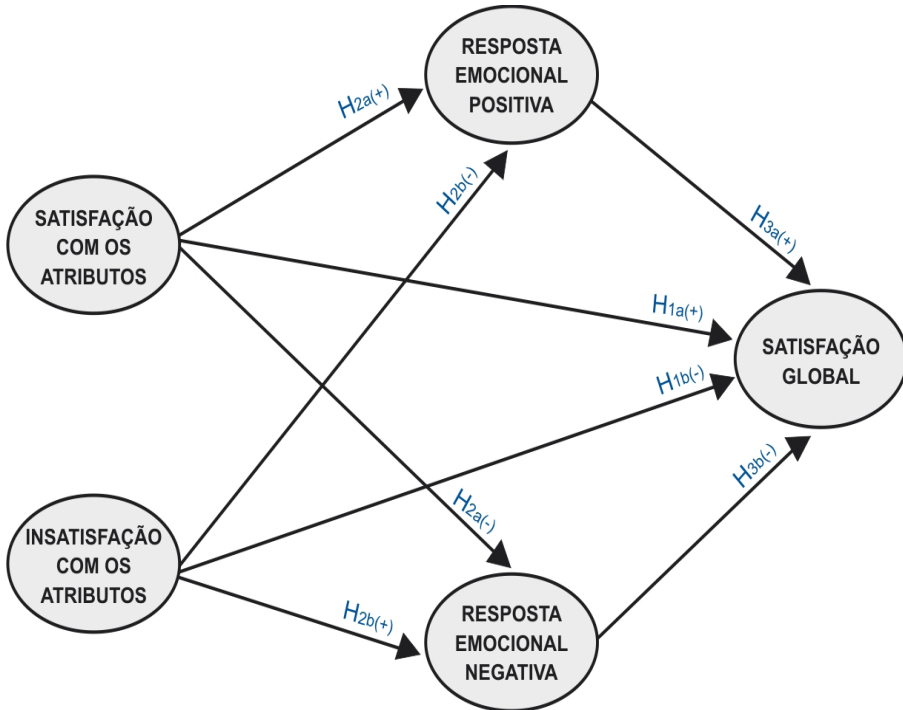 RESPOSTA
EMOCIONAL
POSITIVA
H2a(+)
H2b(-)
H3a(+)
SATISFAÇÃO
COM OS
ATRIBUTOS
H1a(+)
SATISFAÇÃO
GLOBAL
H1b(-)
H3b(-)
H2a(-)
INSATISFAÇÃO
COM OS
ATRIBUTOS
H2b(+)
RESPOSTA
EMOCIONAL
NEGATIVA